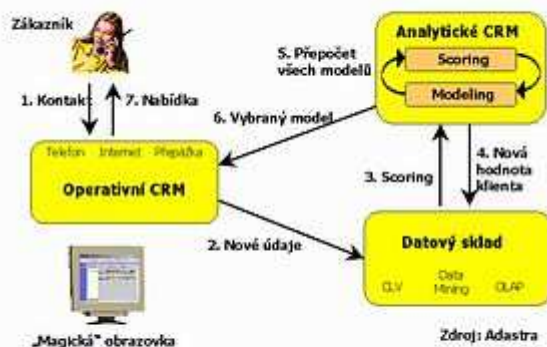 Zákazník
1. Kontakt
7. Nabídka
Telefon Internet Přepážka
Operativní CRM
„Magická“ obrazovka
Analytické CRM
Scoring
Modeling
5. Přepočet
všech modelů
6. Vybraný model
3. Scoring
4. Nová
hodnota
klienta
2. Nové údaje
Datový sklad
CLV
Data
Mining
OLAP
Zdroj: Adastra